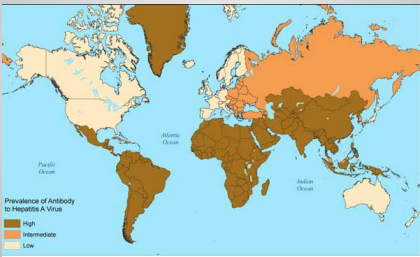 Atlantic
Ocean
Pacific
Ocean
Indian
Ocean
Prevalence of Antibody
to Hepatitis A Virus
High
Intermediate
Low